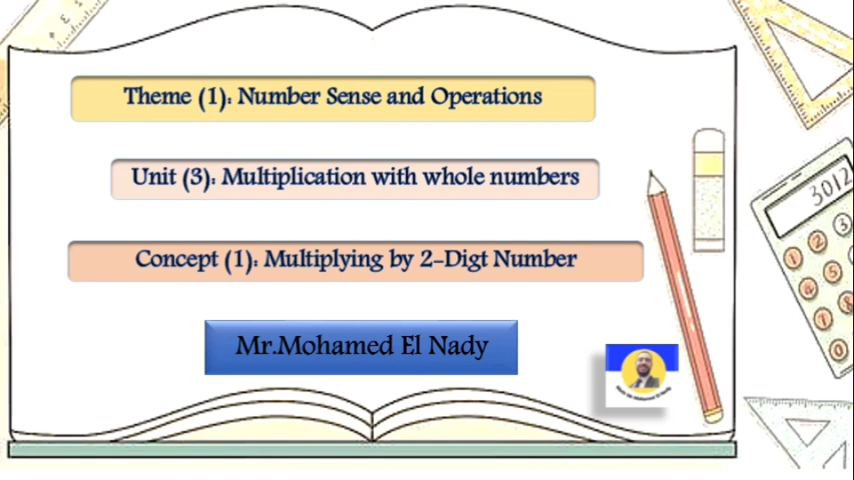 Theme (1): Number Sense and Operations
Unit (3): Multiplication with whole numbers
Concept (1): Multiplying by 2-Digt Number
Mr.Mohamed El Nady
3012